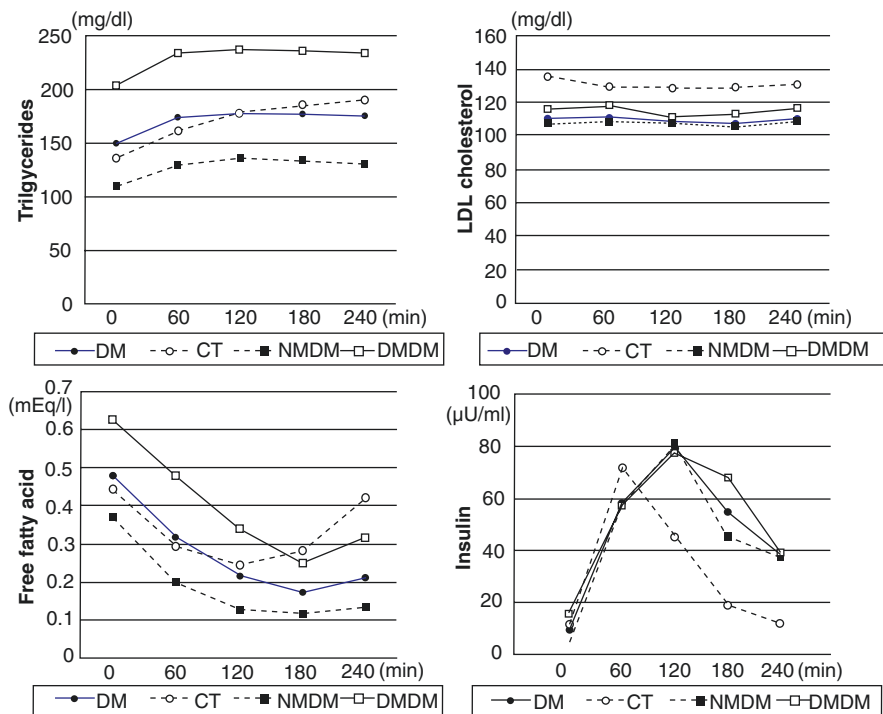 (mg/dl)
250
200
150
100
50
0
Trilgycerides
0 60 120 180 240 (min)
DM CT NMDM DMDM
(mg/dl)
160
140
120
100
80
60
40
20
0
LDL cholesterol
0 60 120 180 240 (min)
DM CT NMDM DMDM
0.7
(mEq/l)
0.6
0.5
0.4
0.3
0.2
0.1
0
Free fatty acid
0 60 120 180 240 (min)
DM CT NMDM DMDM
100
(μU/ml)
80
60
40
20
0
Insulin
0 60 120 180 240 (min)
DM CT NMDM DMDM